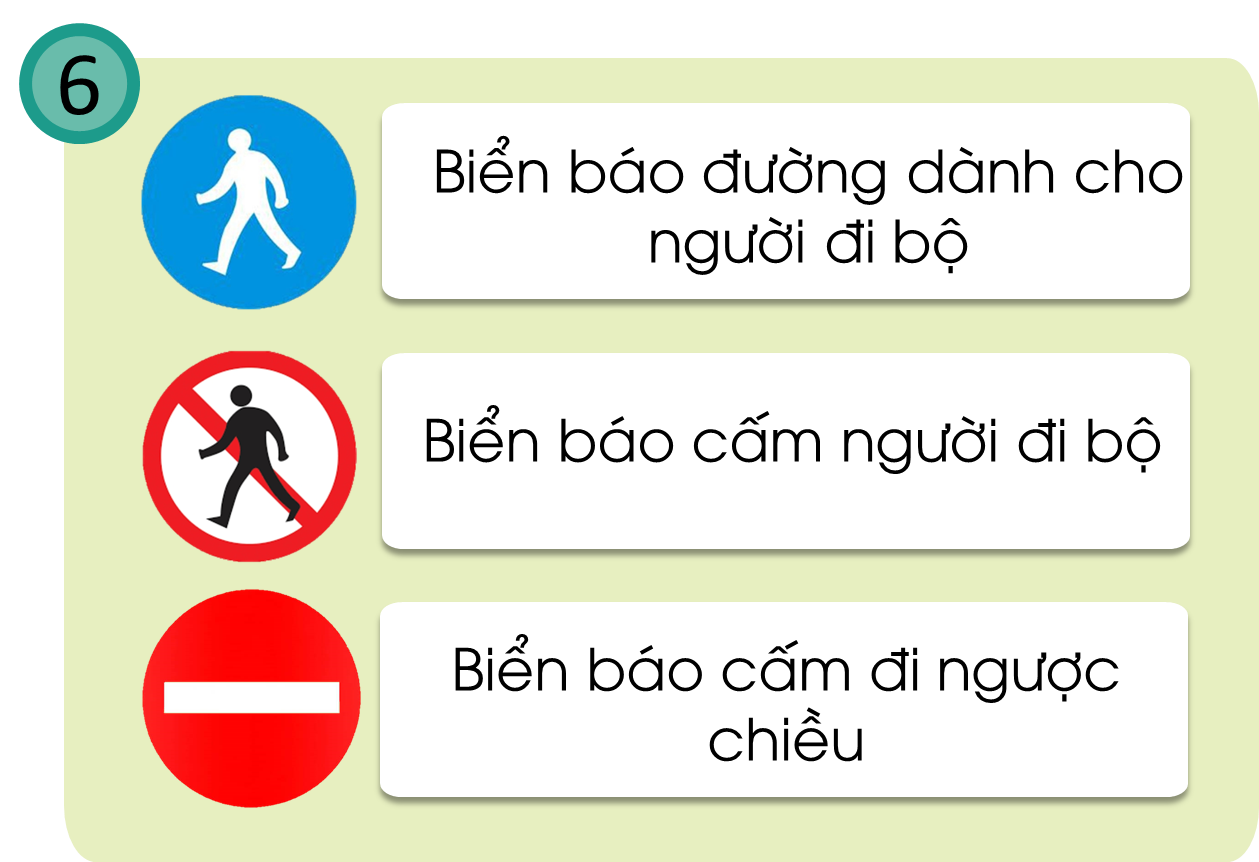 6
Biển báo đường dành cho
người đi bộ
Biển báo cấm người đi bộ
Biển báo cấm đi ngược
chiều